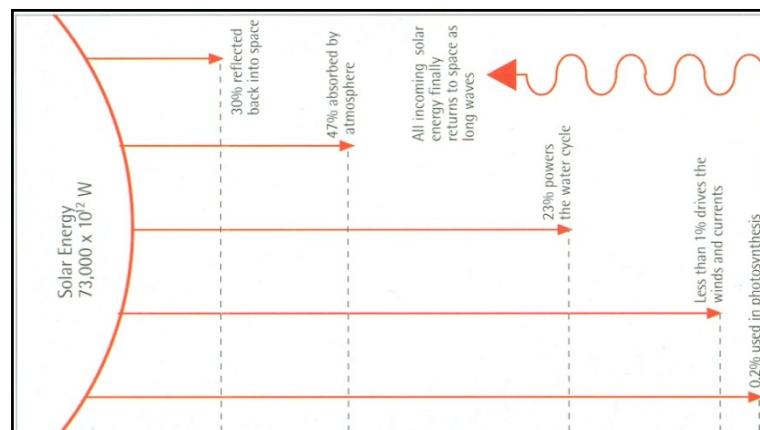 Solar Energy
73,000 x 10¹² W
30% reflected
back into space
47% absorbed by
atmosphere
All incoming solar
energy finally
returns to space as
long waves
23% powers
the water cycle
Less than 1% drives the
winds and currents
0.2% used in photosynthesis